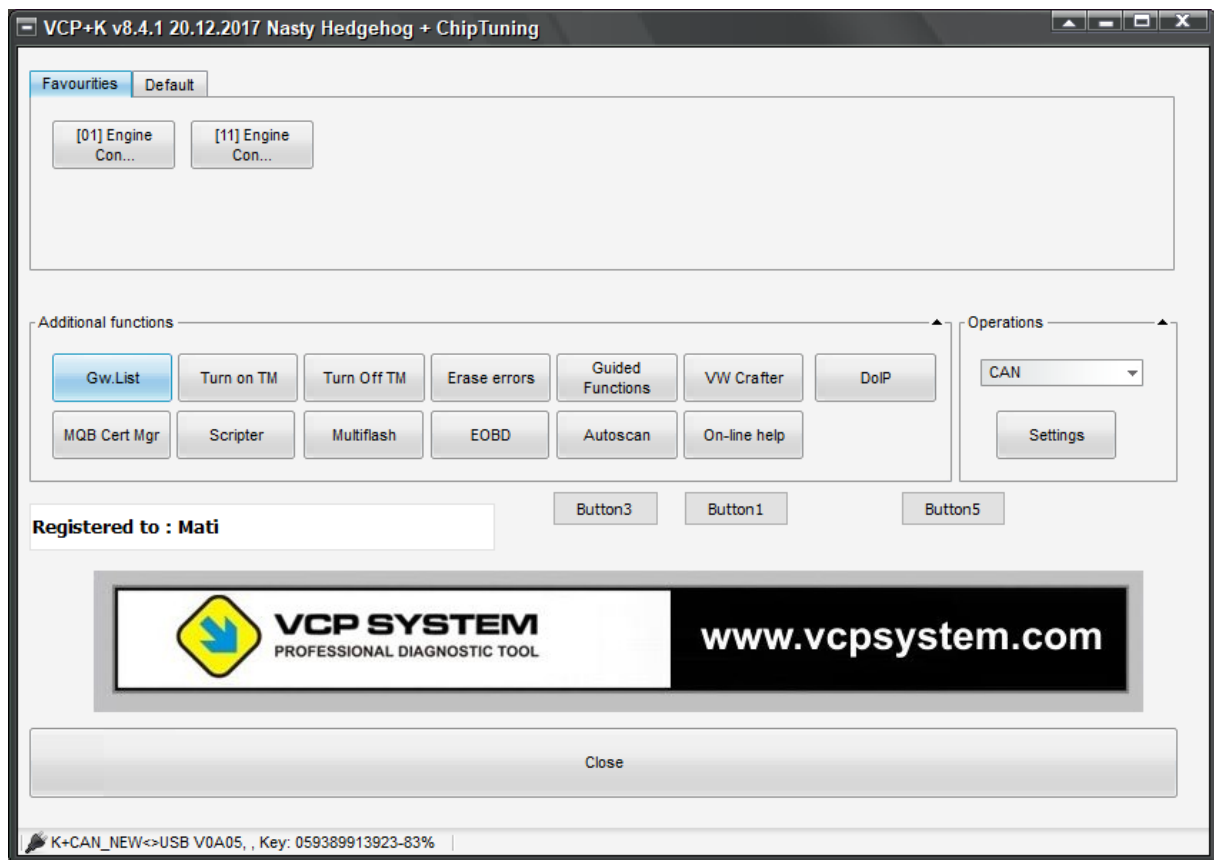 VCP+K v8.4.1 20.12.2017 Nasty Hedgehog + ChipTuning
Favourities Default
[01] Engine Con...
[11] Engine Con...
Additional functions
Operations
Gw.List Turn on TM Turn Off TM Erase errors Guided Functions VW Crafter DoIP
CAN
MQB Cert Mgr Scripter Multiflash EOBD Autoscan On-line help
Settings
Button3 Button1 Button5
Registered to : Mati
VCP SYSTEM
PROFESSIONAL DIAGNOSTIC TOOL
www.vcpsystem.com
Close
K+CAN_NEW<>USB V0A05, , Key: 059389913923-83%